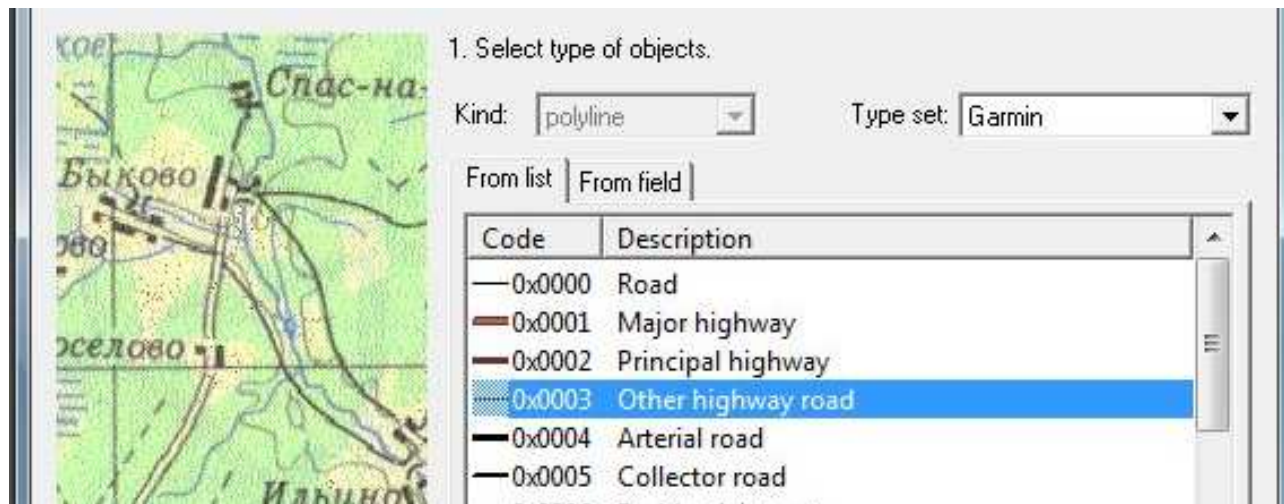 кое
Спас-на-
Быково
ово
оселово
Ильино
1. Select type of objects.
Kind: polyline Type set: Garmin
From list From field
Code Description
0x0000 Road
0x0001 Major highway
0x0002 Principal highway
0x0003 Other highway road
0x0004 Arterial road
0x0005 Collector road